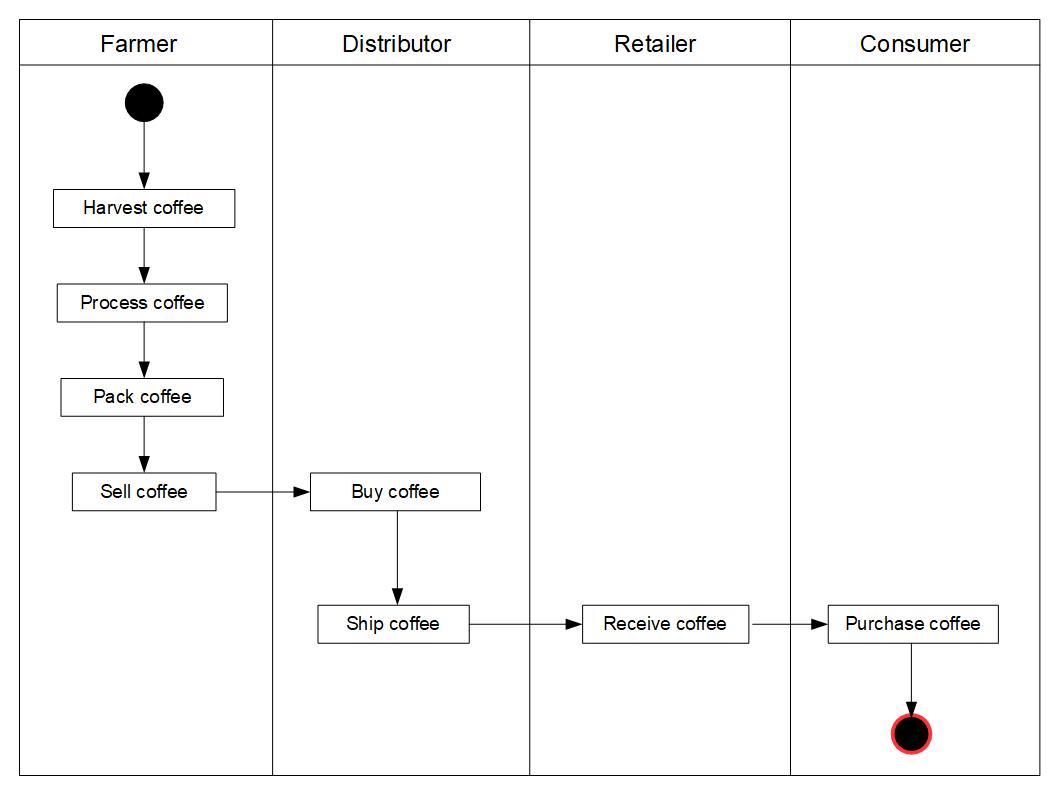 Farmer
Distributor
Retailer
Consumer
Harvest coffee
Process coffee
Pack coffee
Sell coffee
Buy coffee
Ship coffee
Receive coffee
Purchase coffee